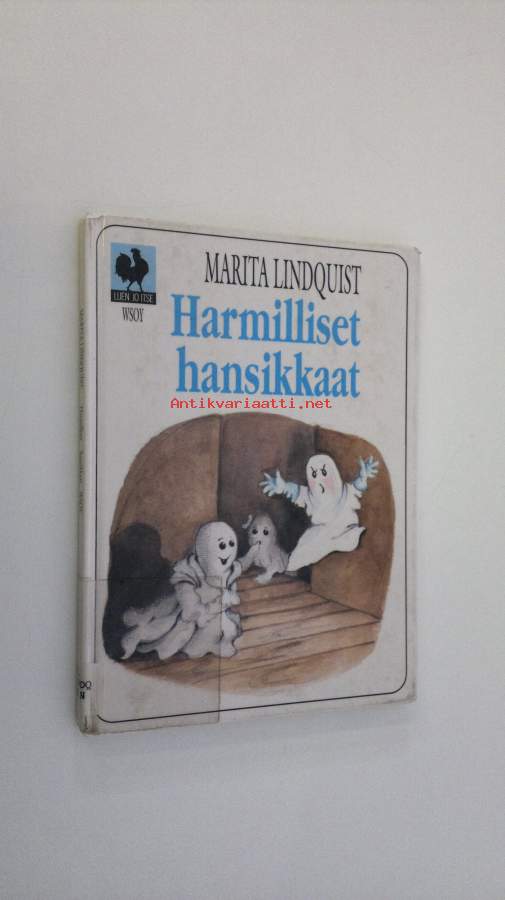 MARITA LINDQUIST
LUEN JO ITSE
WSOY
Harmilliset
hansikkaat
Antikvariaatti.net